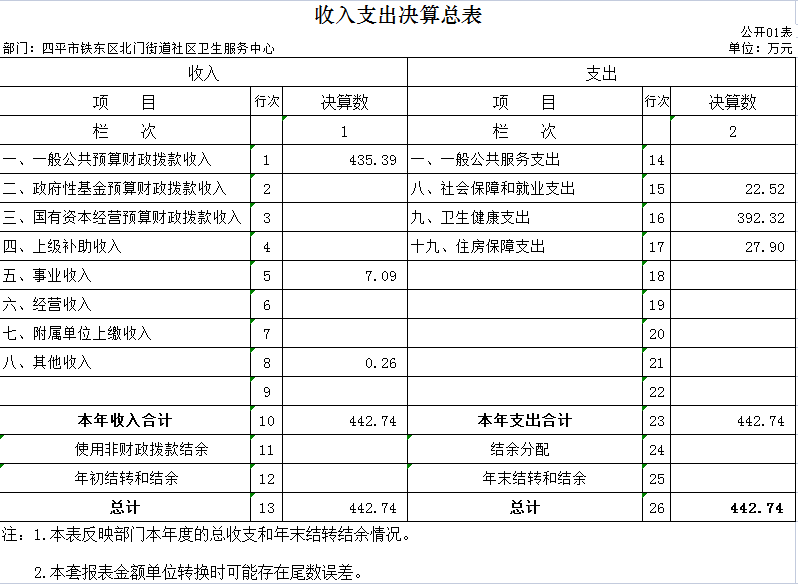 收入支出决算总表
公开01表
部门：四平市铁东区北门街道社区卫生服务中心 单位：万元
收入 支出
项 目 行次 决算数 项 目 行次 决算数
栏 次 1 栏 次 2
一、一般公共预算财政拨款收入 1 435.39 一、一般公共服务支出 14
二、政府性基金预算财政拨款收入 2 八、社会保障和就业支出 15 22.52
三、国有资本经营预算财政拨款收入 3 九、卫生健康支出 16 392.32
四、上级补助收入 4 十九、住房保障支出 17 27.90
五、事业收入 5 7.09 18
六、经营收入 6 19
七、附属单位上缴收入 7 20
八、其他收入 8 0.26 21
9 22
本年收入合计 10 442.74 本年支出合计 23 442.74
使用非财政拨款结余 11 结余分配 24
年初结转和结余 12 年末结转和结余 25
总计 13 442.74 总计 26 442.74
注：1.本表反映部门本年度的总收支和年末结转结余情况。
2.本套报表金额单位转换时可能存在尾数误差。